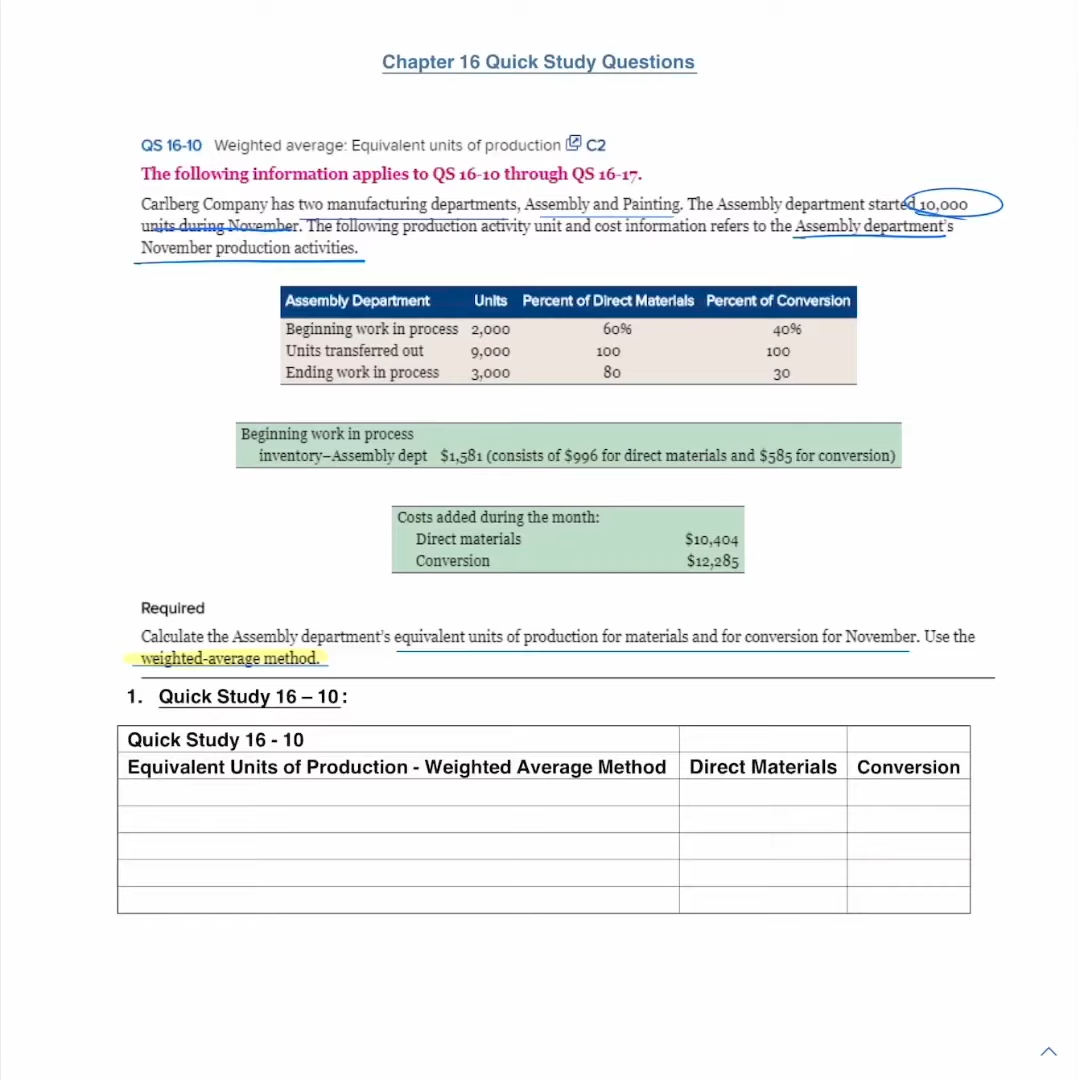 Chapter 16 Quick Study Questions
QS 16-10 Weighted average: Equivalent units of production C2
The following information applies to QS 16-10 through QS 16-17.
Carlberg Company has two manufacturing departments, Assembly and Painting. The Assembly department started 10,000
units during November. The following production activity unit and cost information refers to the Assembly department's
November production activities.
Assembly Department Units Percent of Direct Materials Percent of Conversion
Beginning work in process 2,000 60% 40%
Units transferred out 9,000 100 100
Ending work in process 3,000 80 30
Beginning work in process
inventory–Assembly dept $1,581 (consists of $996 for direct materials and $585 for conversion)
Costs added during the month:
Direct materials $10,404
Conversion $12,285
Required
Calculate the Assembly department's equivalent units of production for materials and for conversion for November. Use the
weighted-average method.
1. Quick Study 16 – 10:
Quick Study 16 - 10
Equivalent Units of Production - Weighted Average Method Direct Materials Conversion